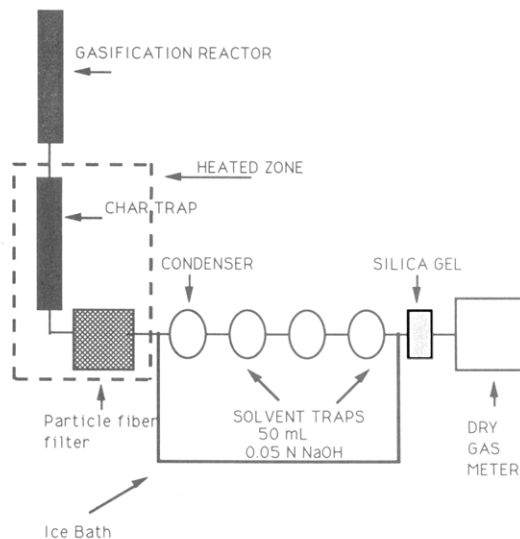 GASIFICATION REACTOR
HEATED ZONE
CHAR TRAP
CONDENSER
SILICA GEL
Particle fiber
filter
SOLVENT TRAPS
50 mL
0.05 N NaOH
DRY
GAS
METER
Ice Bath